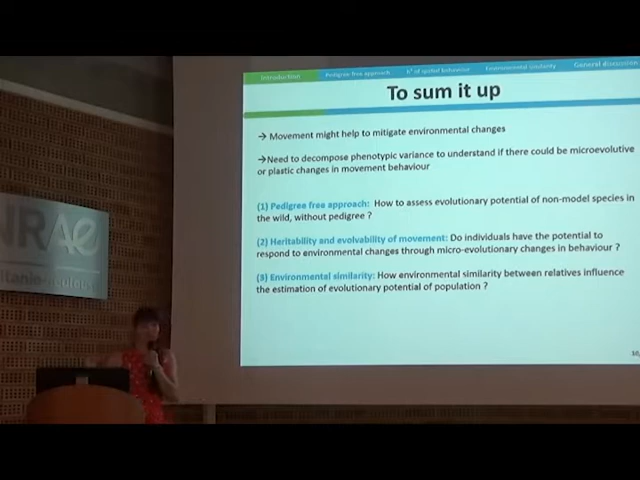 Introduction Pedigree free approach h² of spatial behaviour Environmental similarity General discussion
To sum it up
→ Movement might help to mitigate environmental changes
→Need to decompose phenotypic variance to understand if there could be microevolutive
or plastic changes in movement behaviour
(1) Pedigree free approach: How to assess evolutionary potential of non-model species in
the wild, without pedigree ?
(2) Heritability and evolvability of movement: Do individuals have the potential to
respond to environmental changes through micro-evolutionary changes in behaviour ?
(3) Environmental similarity: How environmental similarity between relatives influence
the estimation of evolutionary potential of population ?
NRAE